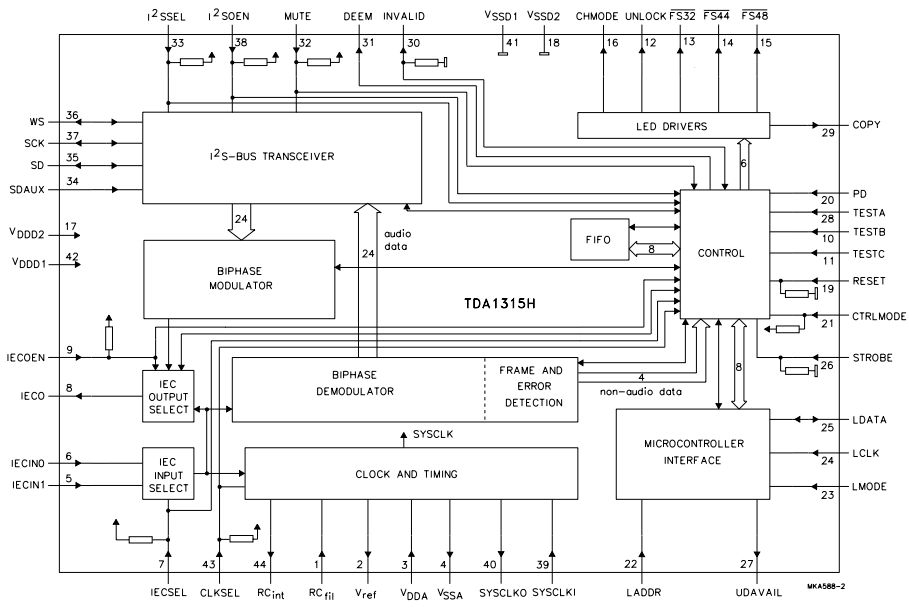 I²SSEL I²SOEN MUTE DEEM INVALID VSSD1 VSSD2 CHMODE UNLOCK FS32 FS44 FS48
33 38 32 31 30 41 18 16 12 13 14 15
WS 36
SCK 37
SD 35
SDAUX 34
I²S-BUS TRANSCEIVER
LED DRIVERS
29 COPY
6
20 PD
28 TESTA
10 TESTB
11 TESTC
19 RESET
21 CTRLMODE
26 STROBE
VDDD2 17
VDDD1 42
24
24
audio
data
FIFO
8
CONTROL
BIPHASE
MODULATOR
TDA1315H
IECOEN 9
IECO 8
IEC
OUTPUT
SELECT
BIPHASE
DEMODULATOR
FRAME AND
ERROR
DETECTION
4
non-audio data
8
SYSCLK
IECIN0 6
IECIN1 5
IEC
INPUT
SELECT
CLOCK AND TIMING
MICROCONTROLLER
INTERFACE
25 LDATA
24 LCLK
23 LMODE
7 43 44 1 2 3 4 40 39 22 27
IECSEL CLKSEL RCint RCfil Vref VDDA VSSA SYSCLKO SYSCLKI LADDR UDAVAIL
MKA588-2